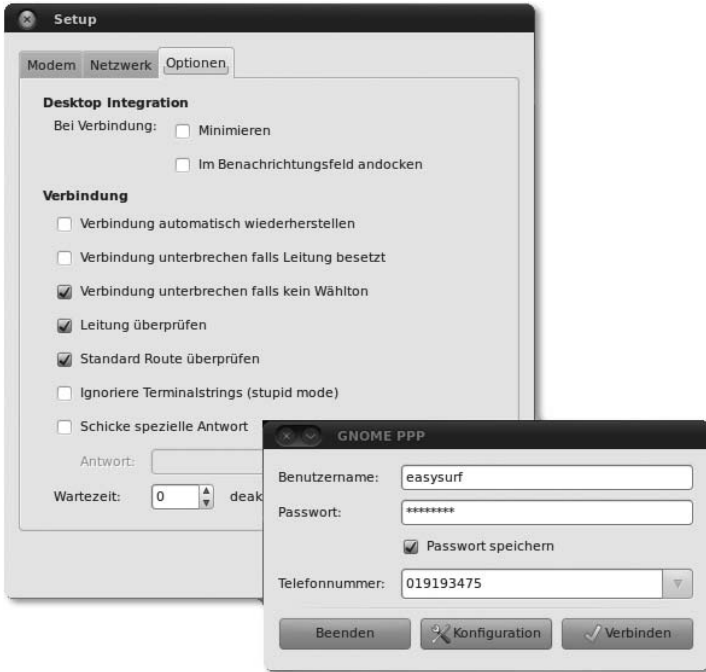 Setup
Modem Netzwerk Optionen
Desktop Integration
Bei Verbindung: Minimieren
Im Benachrichtungsfeld andocken
Verbindung
Verbindung automatisch wiederherstellen
Verbindung unterbrechen falls Leitung besetzt
Verbindung unterbrechen falls kein Wählton
Leitung überprüfen
Standard Route überprüfen
Ignoriere Terminalstrings (stupid mode)
Schicke spezielle Antwort
Antwort:
Wartezeit: 0 deak
GNOME PPP
Benutzername: easysurf
Passwort: ********
Passwort speichern
Telefonnummer: 019193475
Beenden Konfiguration Verbinden